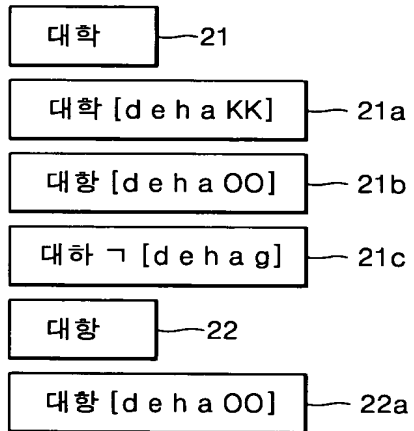 대학 21
대학 [d e h a KK] 21a
대항 [d e h a OO] 21b
대하 ㄱ [d e h a g] 21c
대항 22
대항 [d e h a OO] 22a